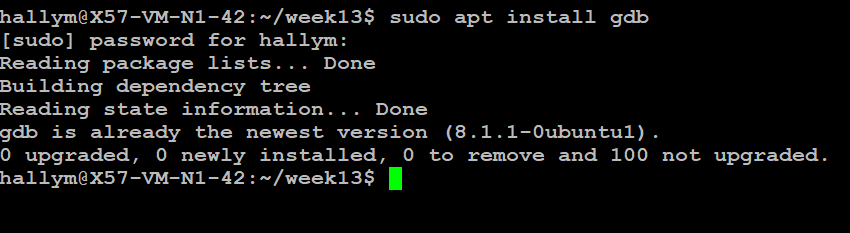 hallym@X57-VM-N1-42:~/week13$ sudo apt install gdb
[sudo] password for hallym:
Reading package lists... Done
Building dependency tree
Reading state information... Done
gdb is already the newest version (8.1.1-0ubuntu1).
0 upgraded, 0 newly installed, 0 to remove and 100 not upgraded.
hallym@X57-VM-N1-42:~/week13$